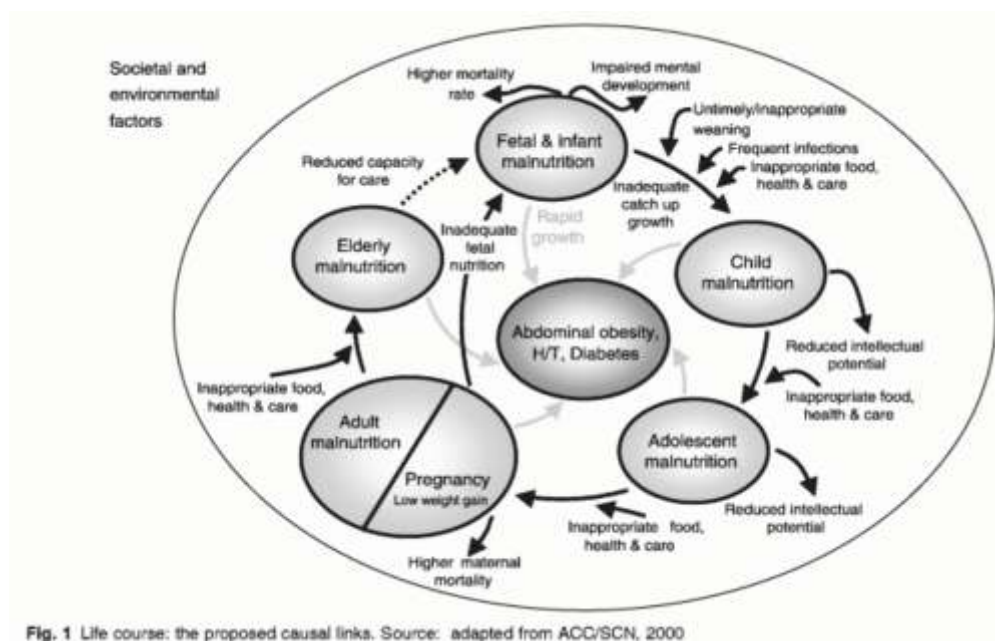 Societal and
environmental
factors
Higher mortality
rate
Impaired mental
development
Untimely/inappropriate
weaning
Fetal & infant
malnutrition
Frequent infections
Inappropriate food,
health & care
Reduced capacity
for care
Inadequate
catch up
growth
Rapid
growth
Inadequate
fetal
nutrition
Elderly
malnutrition
Child
malnutrition
Abdominal obesity,
H/T, Diabetes
Reduced intellectual
potential
Inappropriate food,
health & care
Inappropriate food,
health & care
Adult
malnutrition
Adolescent
malnutrition
Pregnancy
Low weight gain
Reduced intellectual
potential
Inappropriate food,
health & care
Higher maternal
mortality
Fig. 1 Life course: the proposed causal links. Source: adapted from ACC/SCN, 2000